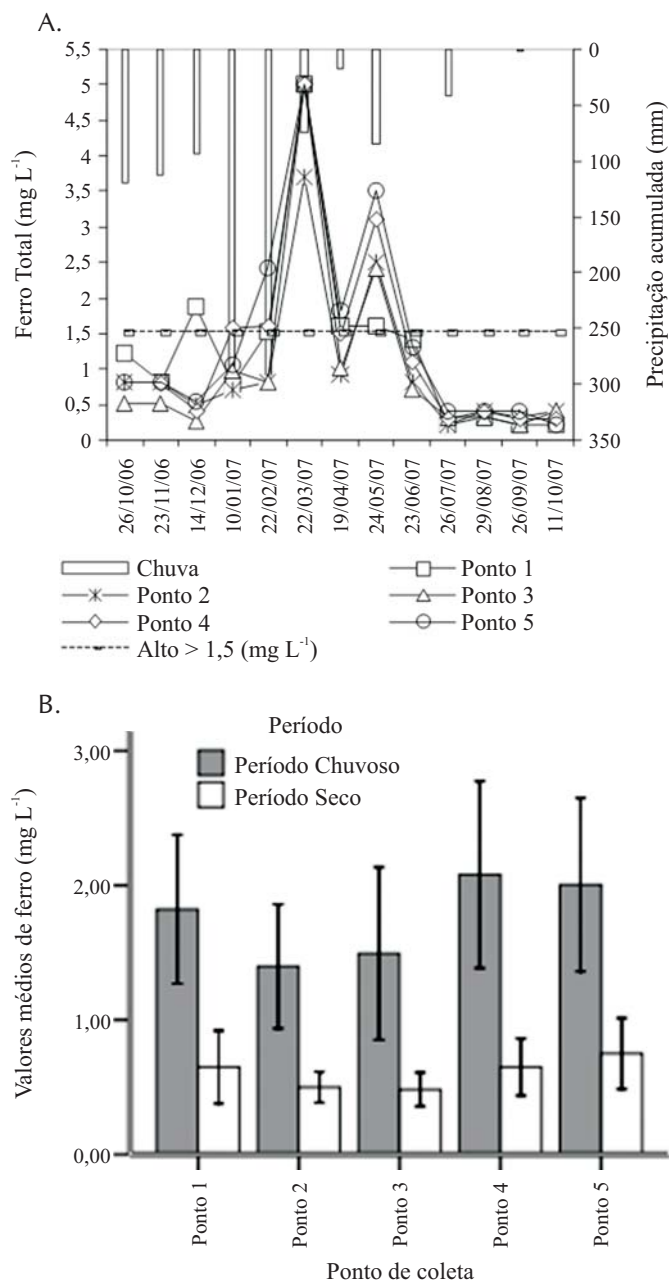 A.
Ferro Total (mg L⁻¹)
5,5
5
4,5
4
3,5
3
2,5
2
1,5
1
0,5
0
Precipitação acumulada (mm)
0
50
100
150
200
250
300
350
26/10/06
23/11/06
14/12/06
10/01/07
22/02/07
22/03/07
19/04/07
24/05/07
23/06/07
26/07/07
29/08/07
26/09/07
11/10/07
Chuva
Ponto 1
Ponto 2
Ponto 3
Ponto 4
Ponto 5
Alto > 1,5 (mg L⁻¹)
B.
Período
Período Chuvoso
Período Seco
Valores médios de ferro (mg L⁻¹)
3,00
2,00
1,00
0,00
Ponto 1
Ponto 2
Ponto 3
Ponto 4
Ponto 5
Ponto de coleta